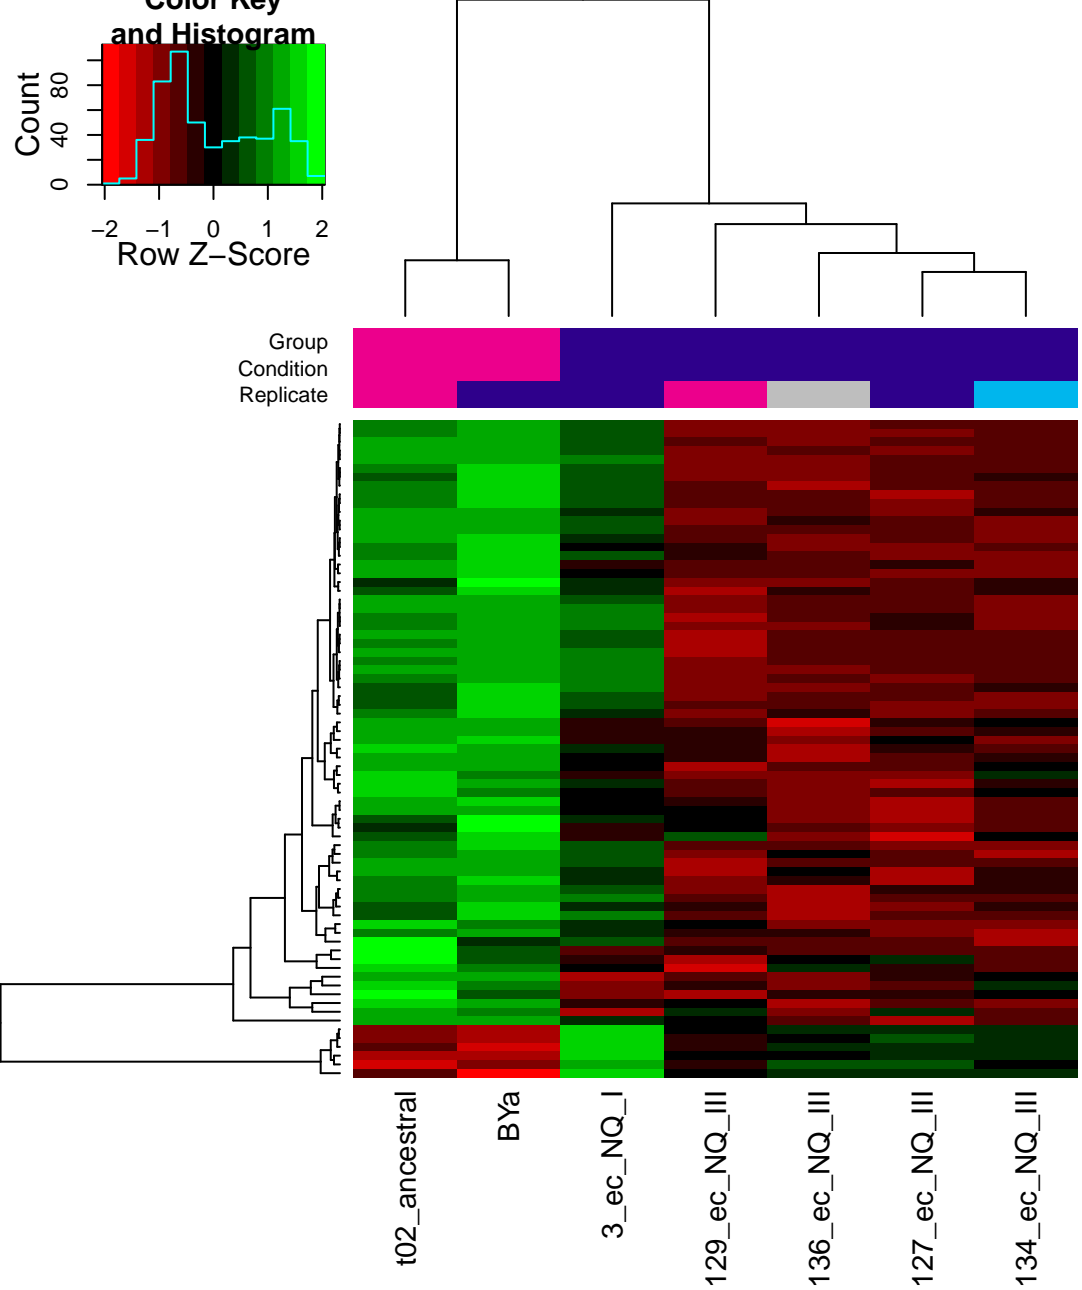 Color Key
and Histogram
Count
0
40
80
−2
−1
0
1
2
Row Z−Score
Group
Condition
Replicate
t02_ancestral
BYa
3_ec_NQ_I
129_ec_NQ_III
136_ec_NQ_III
127_ec_NQ_III
134_ec_NQ_III